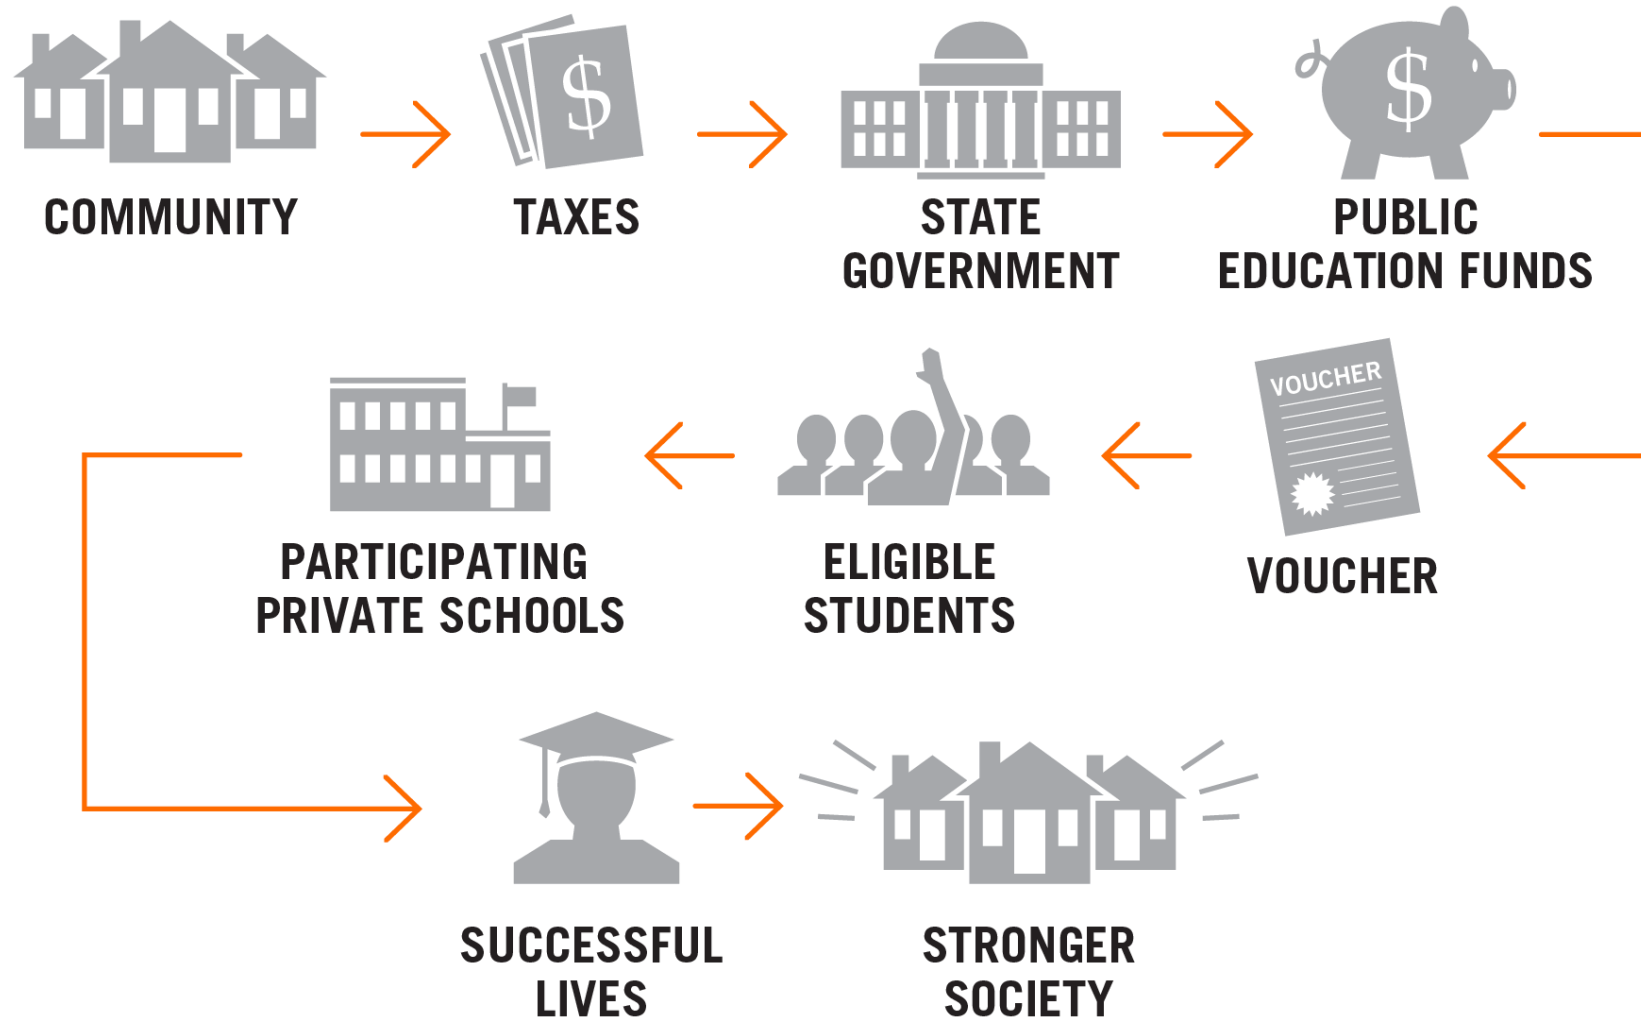 $
$
COMMUNITY
TAXES
STATE
GOVERNMENT
PUBLIC
EDUCATION FUNDS
VOUCHER
VOUCHER
ELIGIBLE
STUDENTS
PARTICIPATING
PRIVATE SCHOOLS
SUCCESSFUL
LIVES
STRONGER
SOCIETY